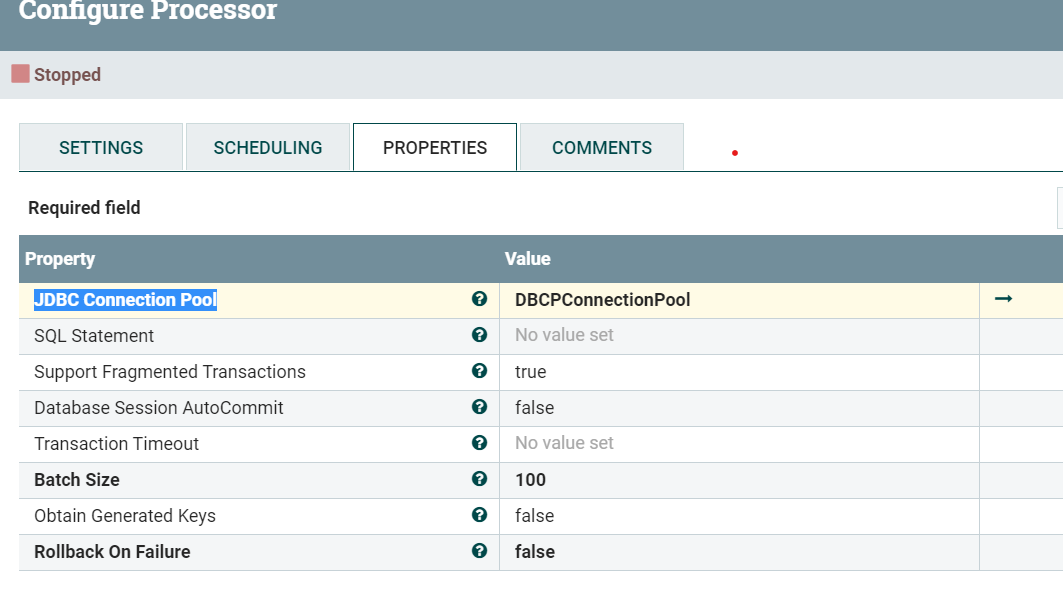 Configure Processor
Stopped
SETTINGS SCHEDULING PROPERTIES COMMENTS
Required field
Property Value
JDBC Connection Pool DBCPConnectionPool
SQL Statement No value set
Support Fragmented Transactions true
Database Session AutoCommit false
Transaction Timeout No value set
Batch Size 100
Obtain Generated Keys false
Rollback On Failure false